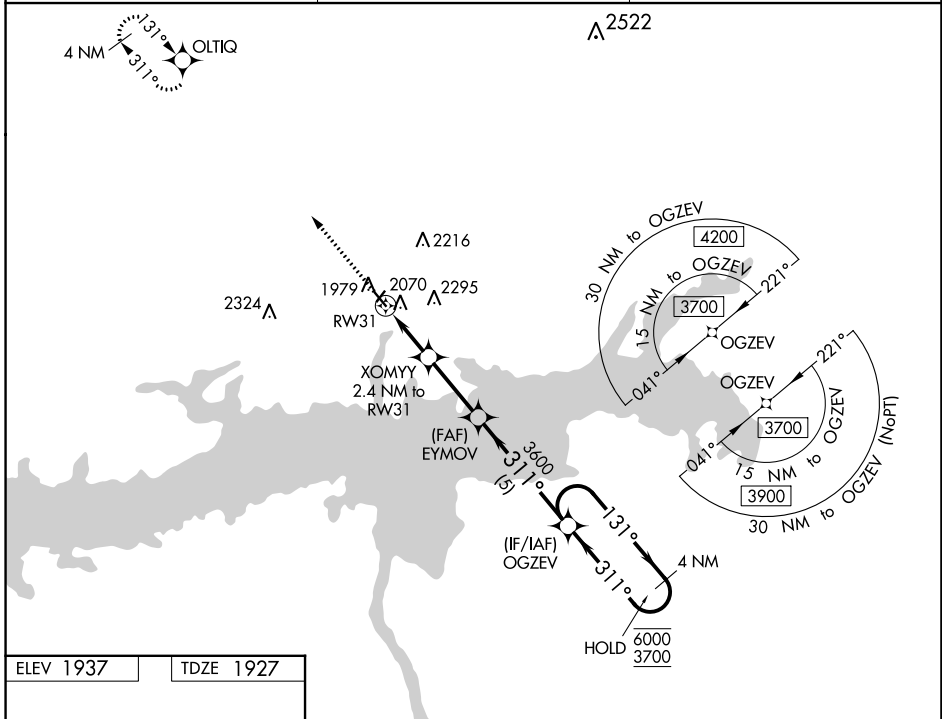 2522
131°
OLTIQ
4 NM
311°
30 NM to OGZEV
4200
15 NM to OGZEV
3700
221°
041°
OGZEV
2216
1979
2070
2295
2324
RW31
XOMYY
2.4 NM to
RW31
(FAF)
EYMOV
3600
311°
(5)
OGZEV
221°
3700
041°
15 NM to OGZEV
3900
30 NM to OGZEV (NoPT)
131°
(IF/IAF)
OGZEV
4 NM
311°
HOLD
6000
3700
ELEV 1937
TDZE 1927